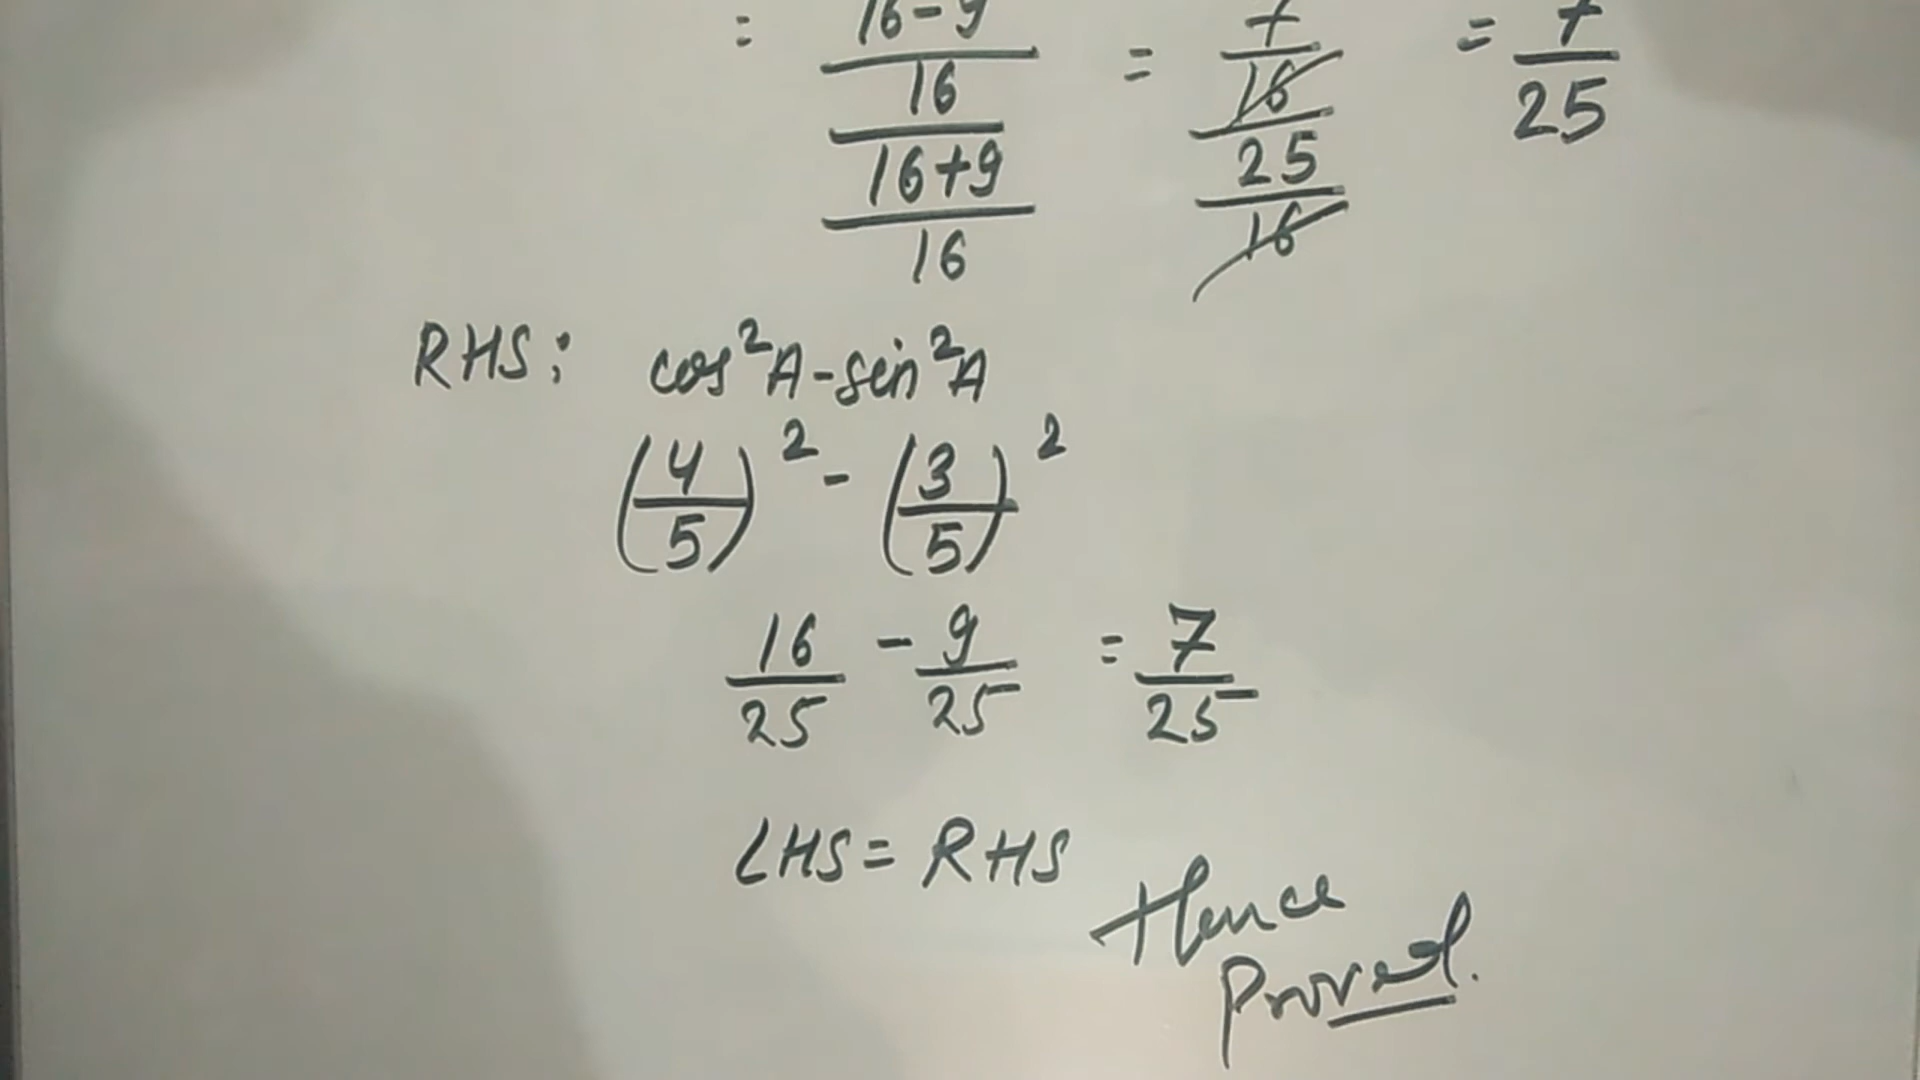 = 16-9/16 / 16+9/16 = 7/16 / 25/16 = 7/25
RHS: cos²A-sin²A
(4/5)² - (3/5)²
16/25 - 9/25 = 7/25
LHS = RHS
Hence
Proved.